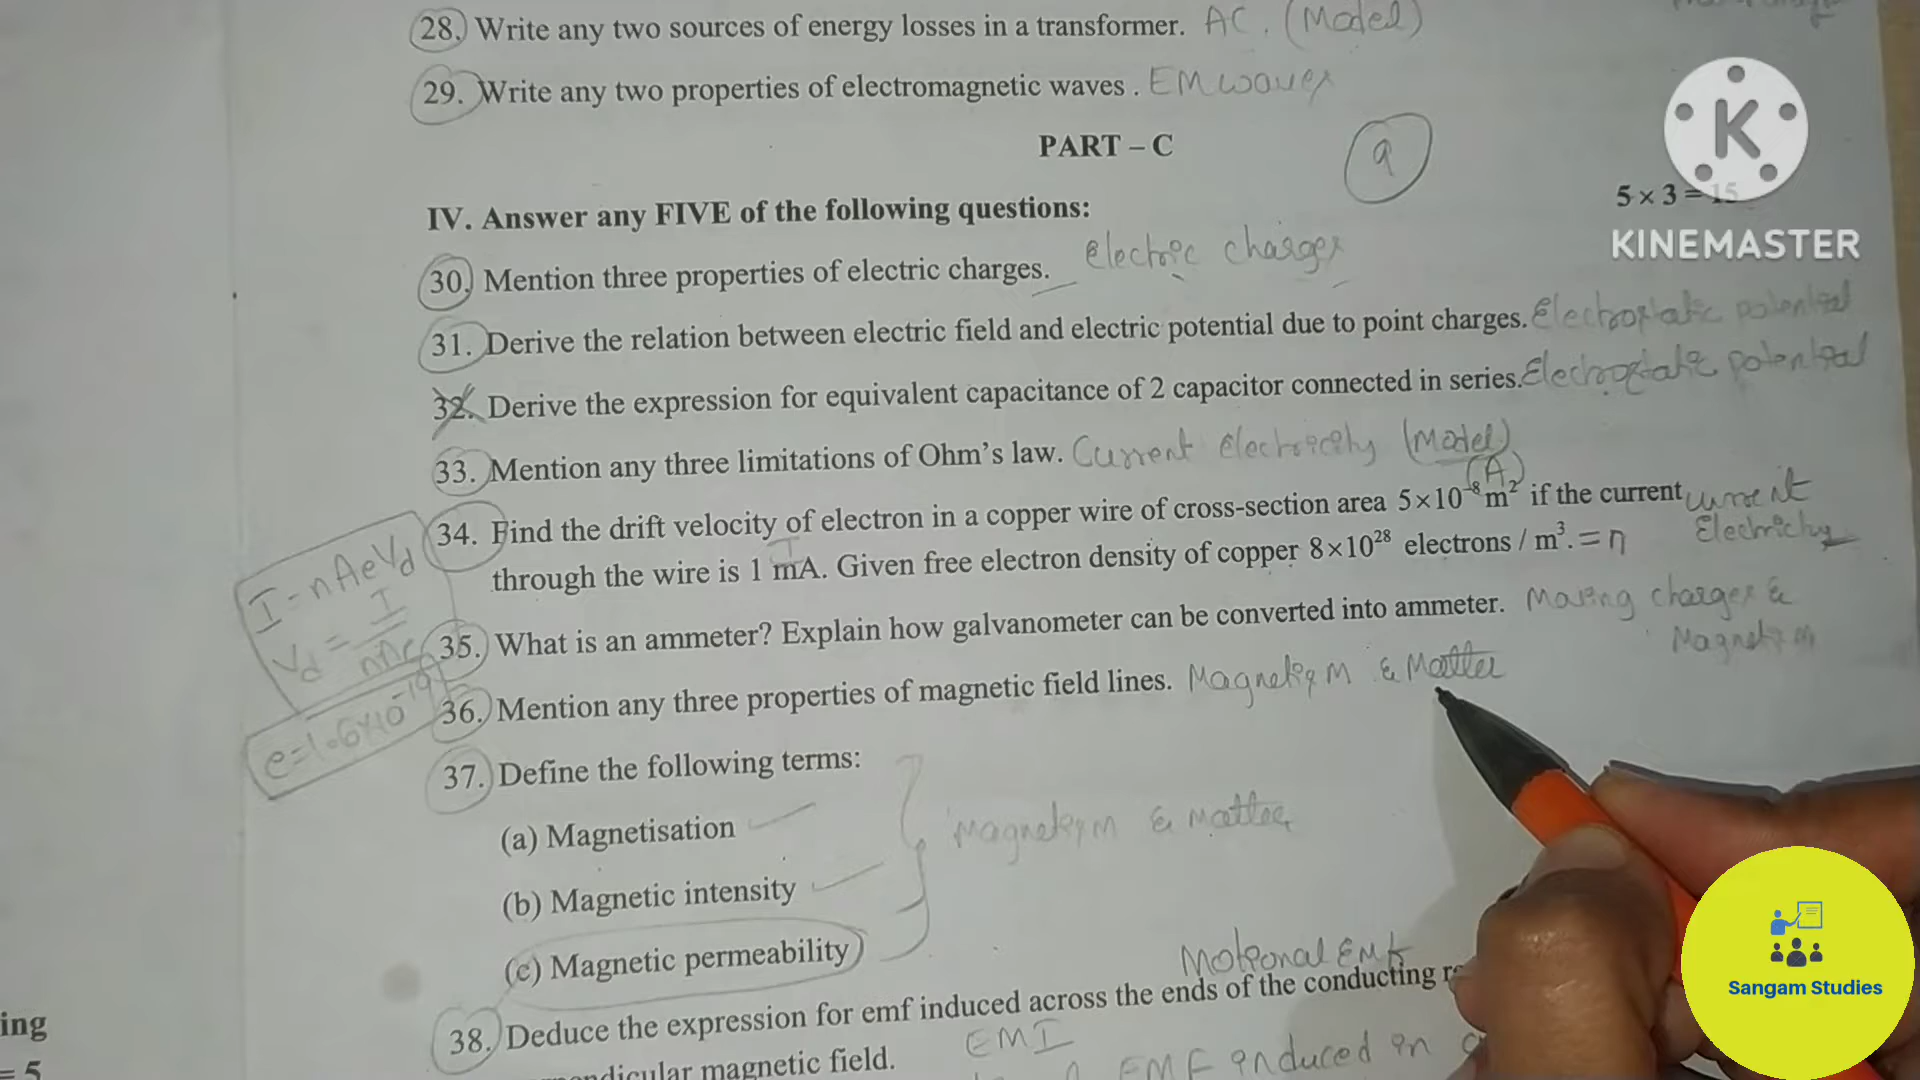 28. Write any two sources of energy losses in a transformer. AC. (Model)
29. Write any two properties of electromagnetic waves. EM waves
PART – C
9
5 × 3 = 15
IV. Answer any FIVE of the following questions:
K
KINEMASTER
30. Mention three properties of electric charges. Electric charges
31. Derive the relation between electric field and electric potential due to point charges. Electrostatic potential
32. Derive the expression for equivalent capacitance of 2 capacitor connected in series. Electrostatic potential
33. Mention any three limitations of Ohm's law. Current Electricity (Model)
(A)
34. Find the drift velocity of electron in a copper wire of cross-section area 5×10⁻⁸ m² if the current current
Electricity
I
through the wire is 1 mA. Given free electron density of copper 8×10²⁸ electrons / m³. = n
I = nAeVd
Vd = I / nAe
e = 1.6×10⁻¹⁹
35. What is an ammeter? Explain how galvanometer can be converted into ammeter. Moving charges &
Magnetism
36. Mention any three properties of magnetic field lines. Magnetism & Matter
37. Define the following terms:
(a) Magnetisation
Magnetism & Matter
(b) Magnetic intensity
(c) Magnetic permeability
Motional EMF
38. Deduce the expression for emf induced across the ends of the conducting
EMI
magnetic field.
EMF induced in
ing
= 5
Sangam Studies